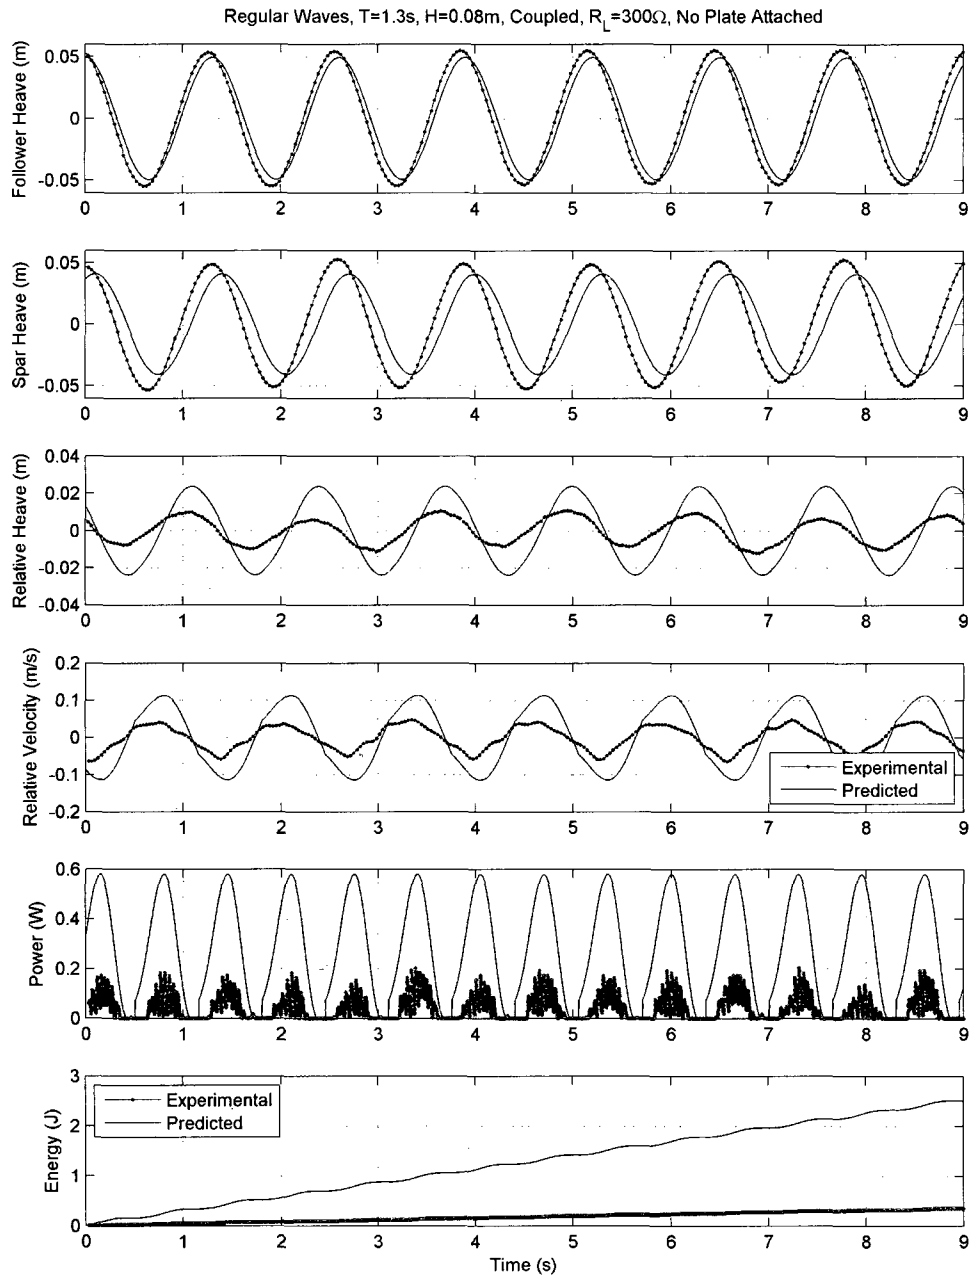 Regular Waves, T=1.3s, H=0.08m, Coupled, R_L=300Ω, No Plate Attached
Follower Heave (m)
0.05
0
-0.05
0 1 2 3 4 5 6 7 8 9
Spar Heave (m)
0.05
0
-0.05
0 1 2 3 4 5 6 7 8 9
Relative Heave (m)
0.04
0.02
0
-0.02
-0.04
0 1 2 3 4 5 6 7 8 9
Relative Velocity (m/s)
0.2
0.1
0
-0.1
-0.2
Experimental
Predicted
0 1 2 3 4 5 6 7 8 9
Power (W)
0.6
0.4
0.2
0
0 1 2 3 4 5 6 7 8 9
Energy (J)
3
2
1
0
Experimental
Predicted
0 1 2 3 4 5 6 7 8 9
Time (s)